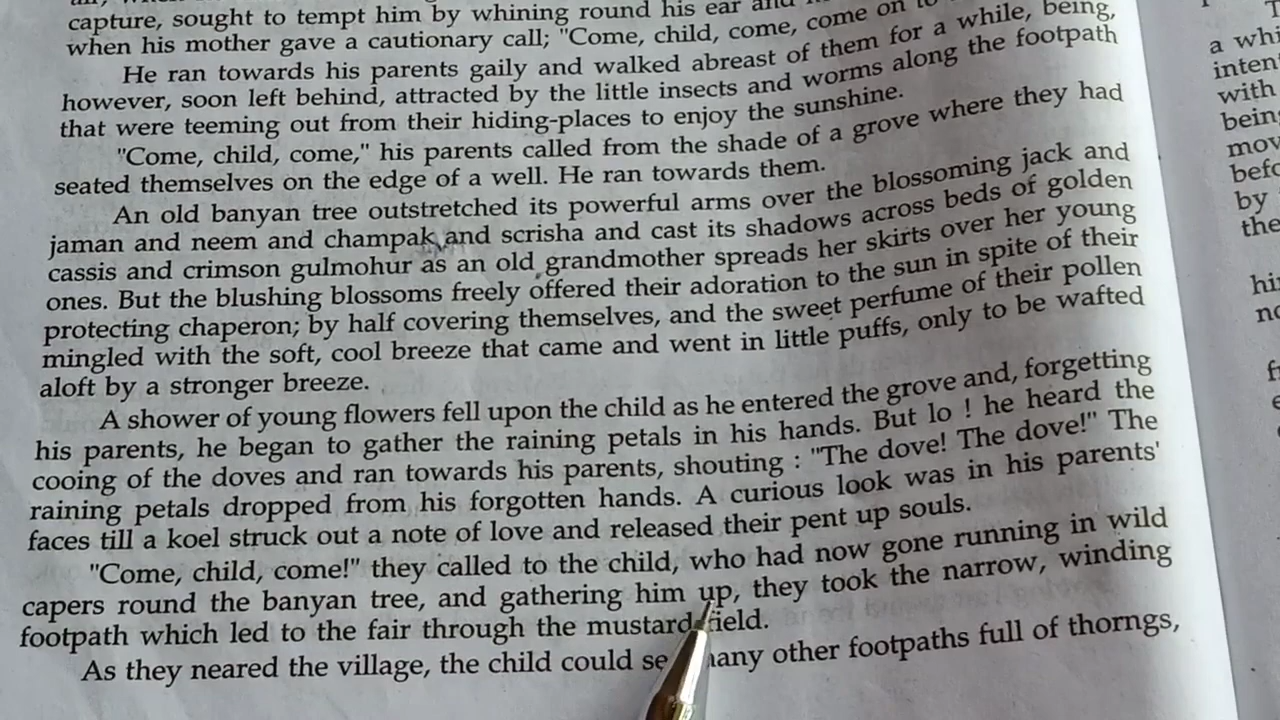 capture, sought to tempt him by whining round his ear and
when his mother gave a cautionary call; "Come, child, come, come on to
He ran towards his parents gaily and walked abreast of them for a while, being,
however, soon left behind, attracted by the little insects and worms along the footpath
that were teeming out from their hiding-places to enjoy the sunshine.
"Come, child, come," his parents called from the shade of a grove where they had
seated themselves on the edge of a well. He ran towards them.
An old banyan tree outstretched its powerful arms over the blossoming jack and
jaman and neem and champak and scrisha and cast its shadows across beds of golden
cassis and crimson gulmohur as an old grandmother spreads her skirts over her young
ones. But the blushing blossoms freely offered their adoration to the sun in spite of their
protecting chaperon; by half covering themselves, and the sweet perfume of their pollen
mingled with the soft, cool breeze that came and went in little puffs, only to be wafted
aloft by a stronger breeze.
A shower of young flowers fell upon the child as he entered the grove and, forgetting
his parents, he began to gather the raining petals in his hands. But lo ! he heard the
cooing of the doves and ran towards his parents, shouting : "The dove! The dove!" The
raining petals dropped from his forgotten hands. A curious look was in his parents'
faces till a koel struck out a note of love and released their pent up souls.
"Come, child, come!" they called to the child, who had now gone running in wild
capers round the banyan tree, and gathering him up, they took the narrow, winding
footpath which led to the fair through the mustard field.
As they neared the village, the child could see many other footpaths full of thorngs,
a whi
inten
with
bein
mov
befo
by
the
hi
no
f